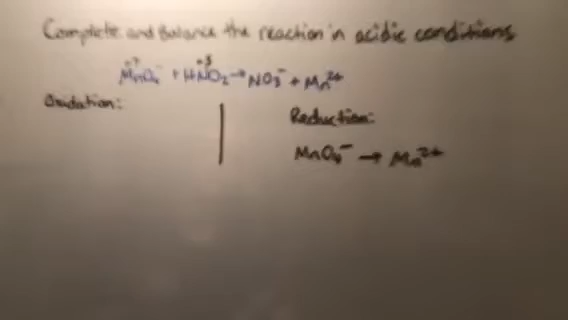 Complete and Balance the reaction in acidic conditions
+7 +3
MnO₄⁻ + HNO₂ → NO₃⁻ + Mn²⁺
Oxidation:
Reduction:
MnO₄⁻ → Mn²⁺